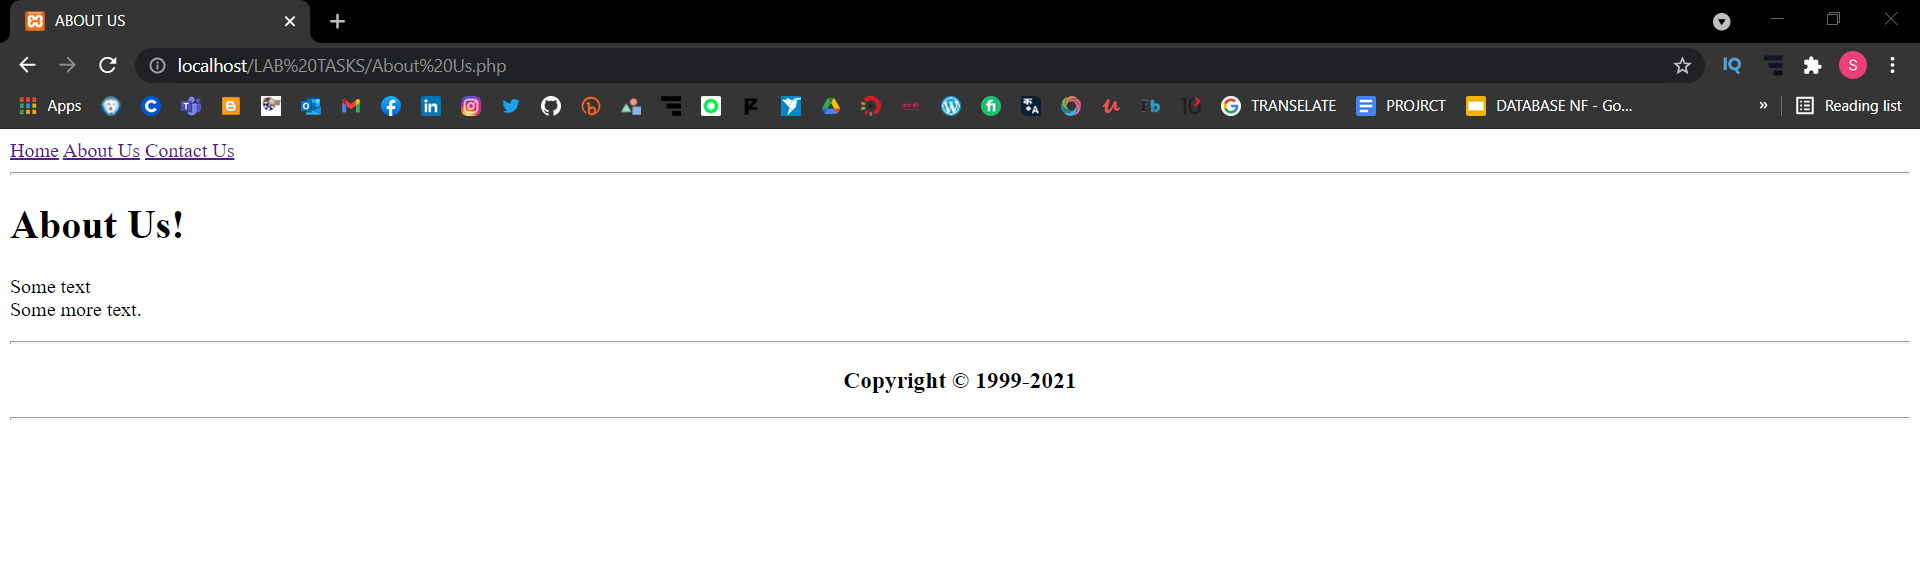 ABOUT US
localhost/LAB%20TASKS/About%20Us.php
S
Apps
TRANSELATE
PROJRCT
DATABASE NF - Go...
»
Reading list
Home About Us Contact Us
About Us!
Some text
Some more text.
Copyright © 1999-2021